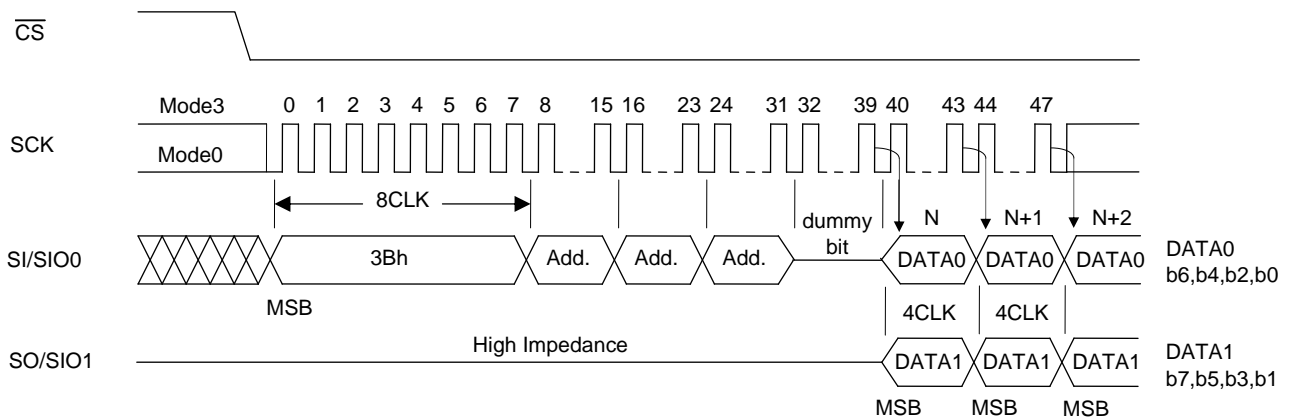 CS
Mode3 0 1 2 3 4 5 6 7 8 15 16 23 24 31 32 39 40 43 44 47
SCK
Mode0
8CLK
dummy
bit
N N+1 N+2
SI/SIO0 3Bh Add. Add. Add. DATA0 DATA0 DATA0
DATA0
b6,b4,b2,b0
MSB
4CLK 4CLK
High Impedance
SO/SIO1 DATA1 DATA1 DATA1
DATA1
b7,b5,b3,b1
MSB MSB MSB